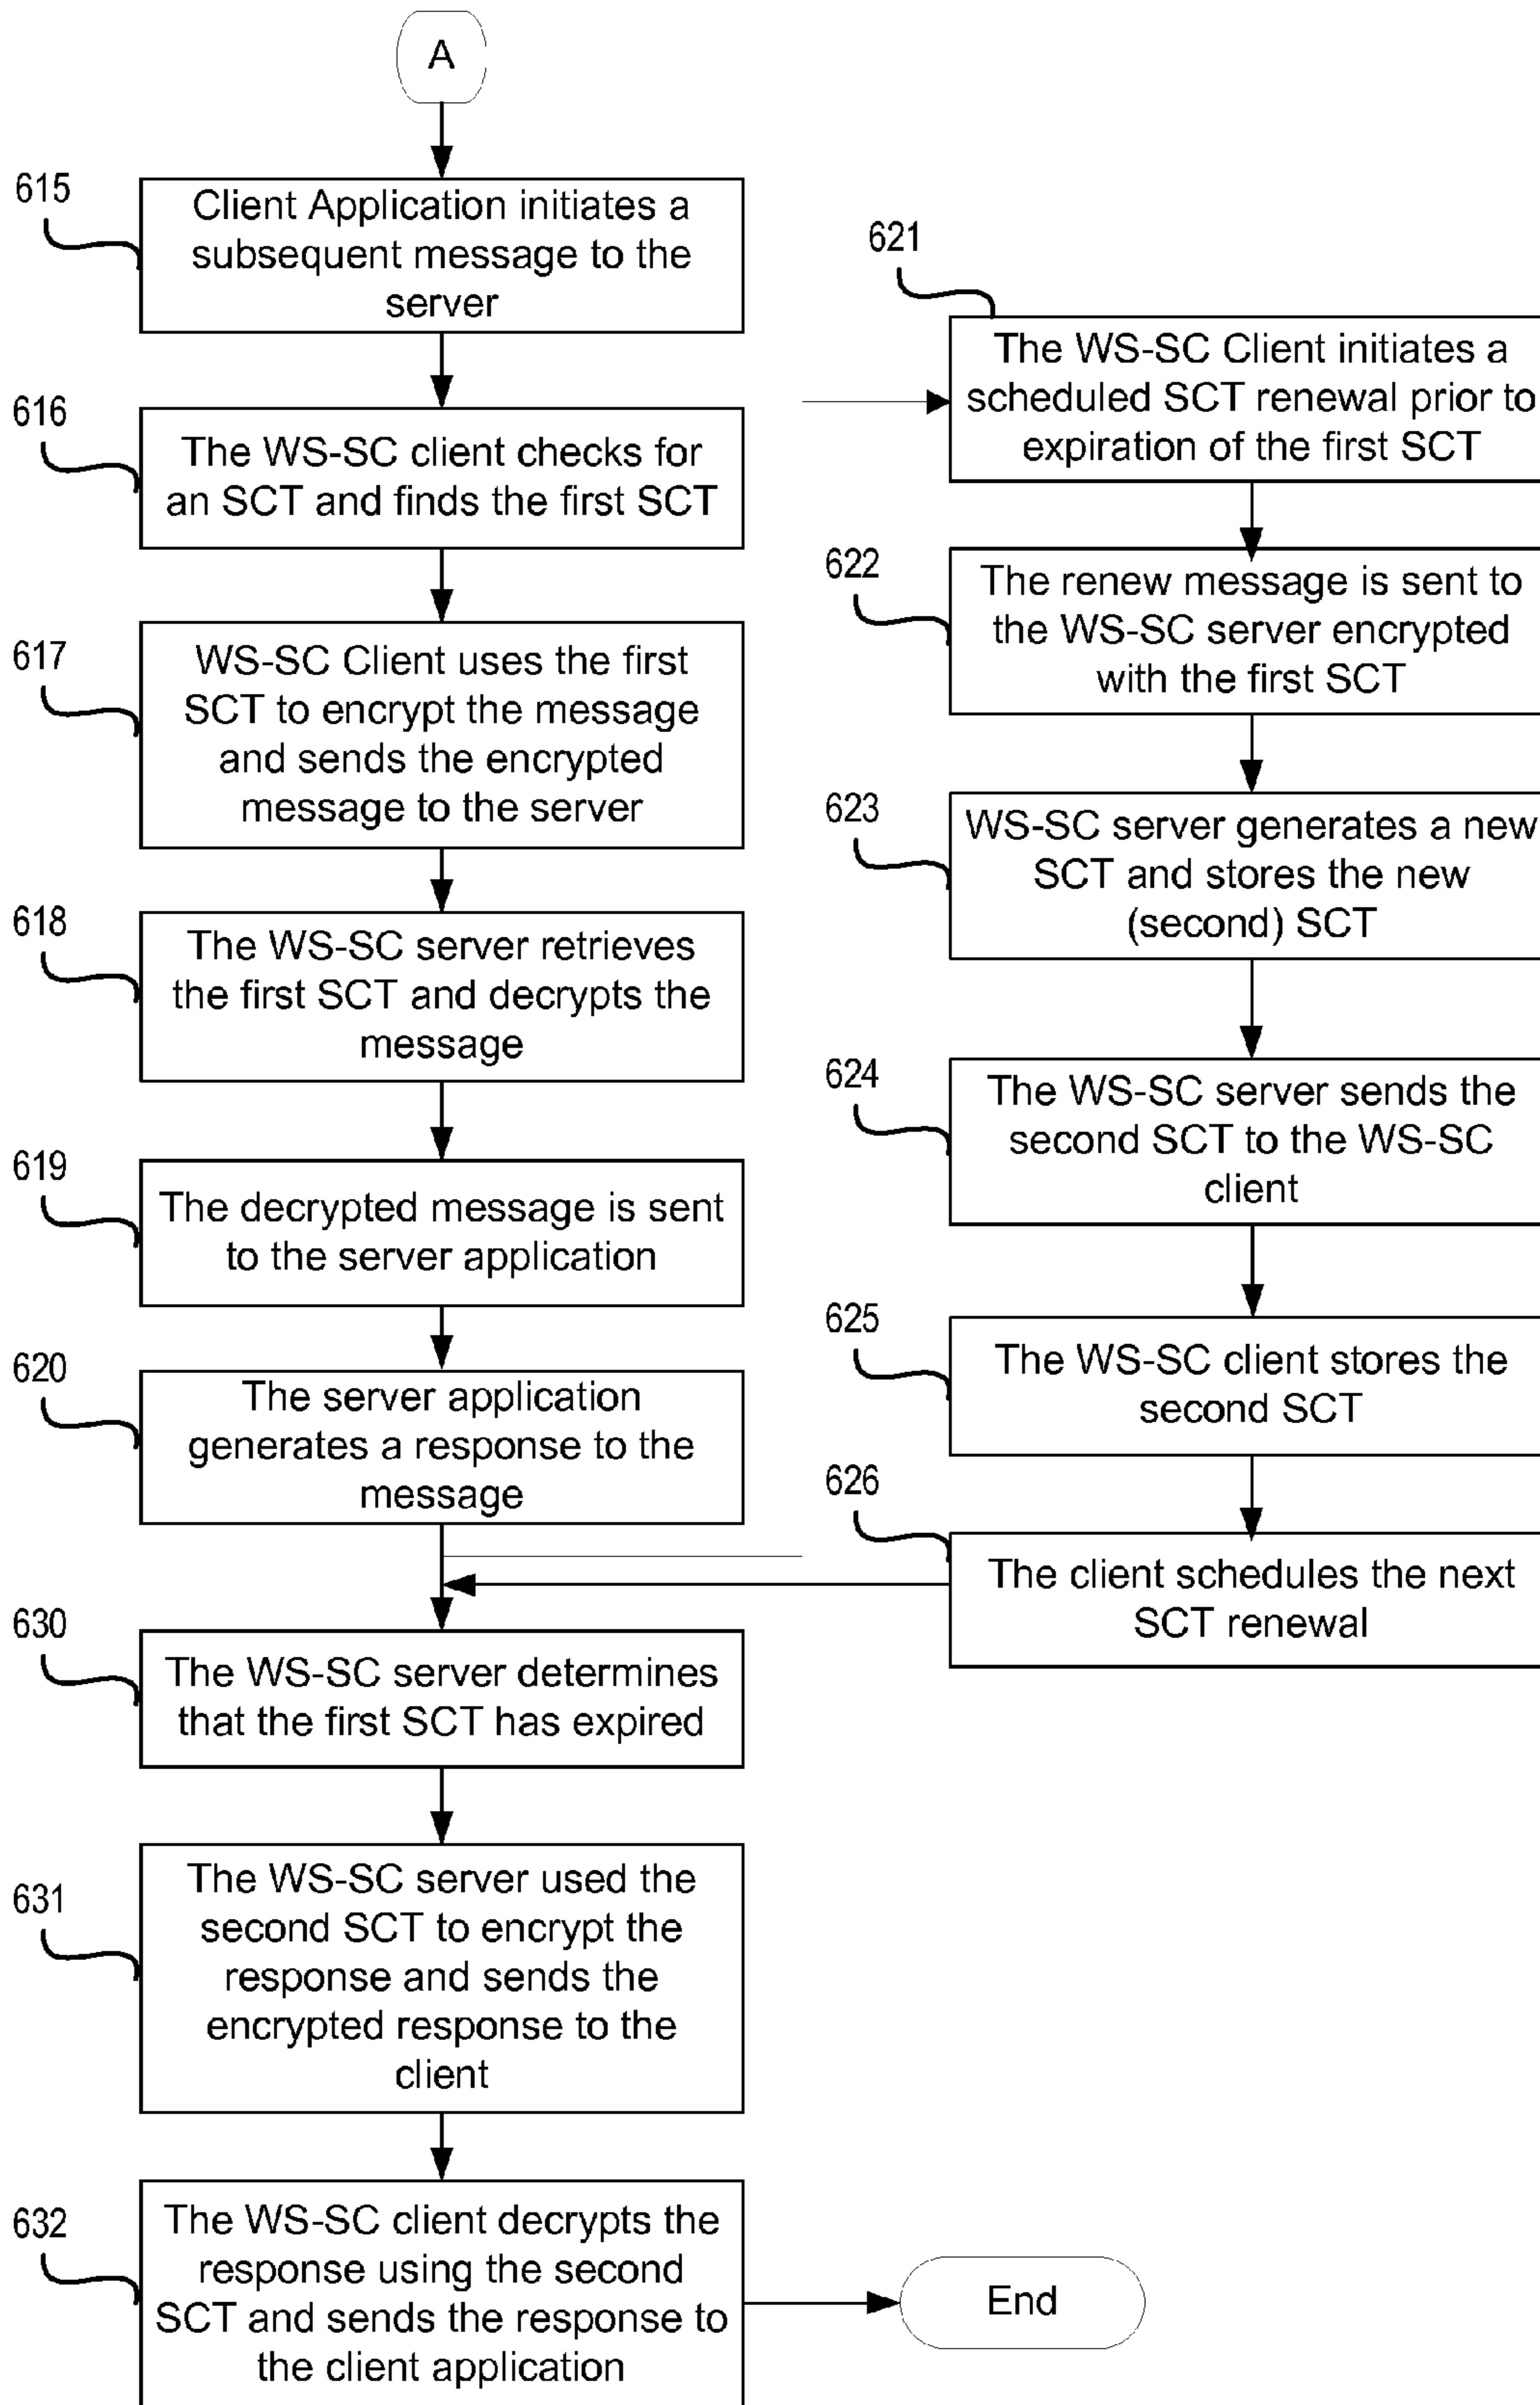 A
615
Client Application initiates a
subsequent message to the
server
616
The WS-SC client checks for
an SCT and finds the first SCT
617
WS-SC Client uses the first
SCT to encrypt the message
and sends the encrypted
message to the server
618
The WS-SC server retrieves
the first SCT and decrypts the
message
619
The decrypted message is sent
to the server application
620
The server application
generates a response to the
message
621
The WS-SC Client initiates a
scheduled SCT renewal prior to
expiration of the first SCT
622
The renew message is sent to
the WS-SC server encrypted
with the first SCT
623
WS-SC server generates a new
SCT and stores the new
(second) SCT
624
The WS-SC server sends the
second SCT to the WS-SC
client
625
The WS-SC client stores the
second SCT
626
The client schedules the next
SCT renewal
630
The WS-SC server determines
that the first SCT has expired
631
The WS-SC server used the
second SCT to encrypt the
response and sends the
encrypted response to the
client
632
The WS-SC client decrypts the
response using the second
SCT and sends the response to
the client application
End